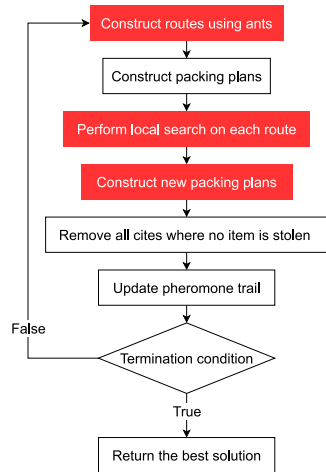 Construct routes using ants
Construct packing plans
Perform local search on each route
Construct new packing plans
Remove all cites where no item is stolen
Update pheromone trail
False
Termination condition
True
Return the best solution